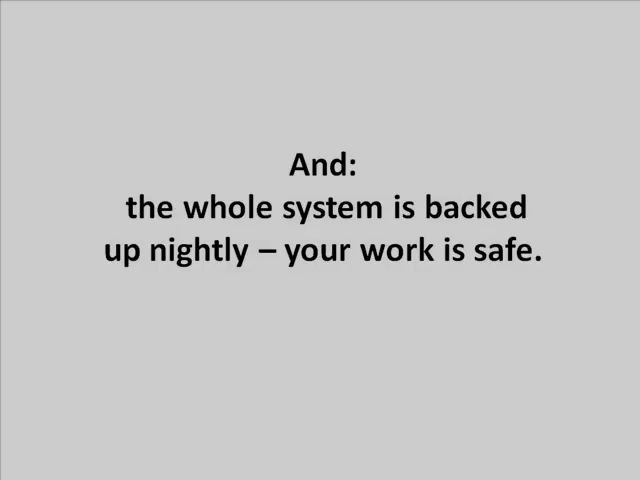 And:
the whole system is backed
up nightly – your work is safe.